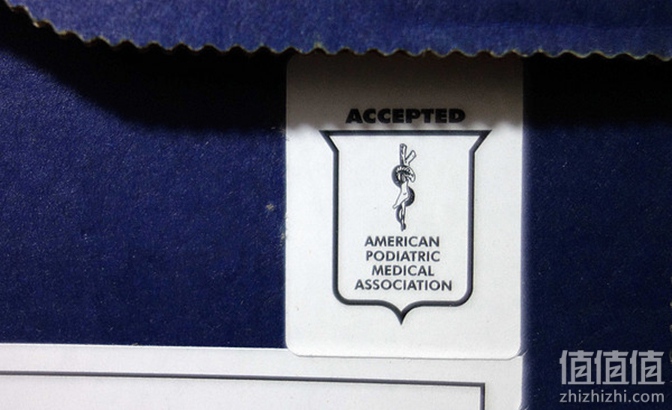 ACCEPTED
AMERICAN
PODIATRIC
MEDICAL
ASSOCIATION
值值值
zhizhizhi.com